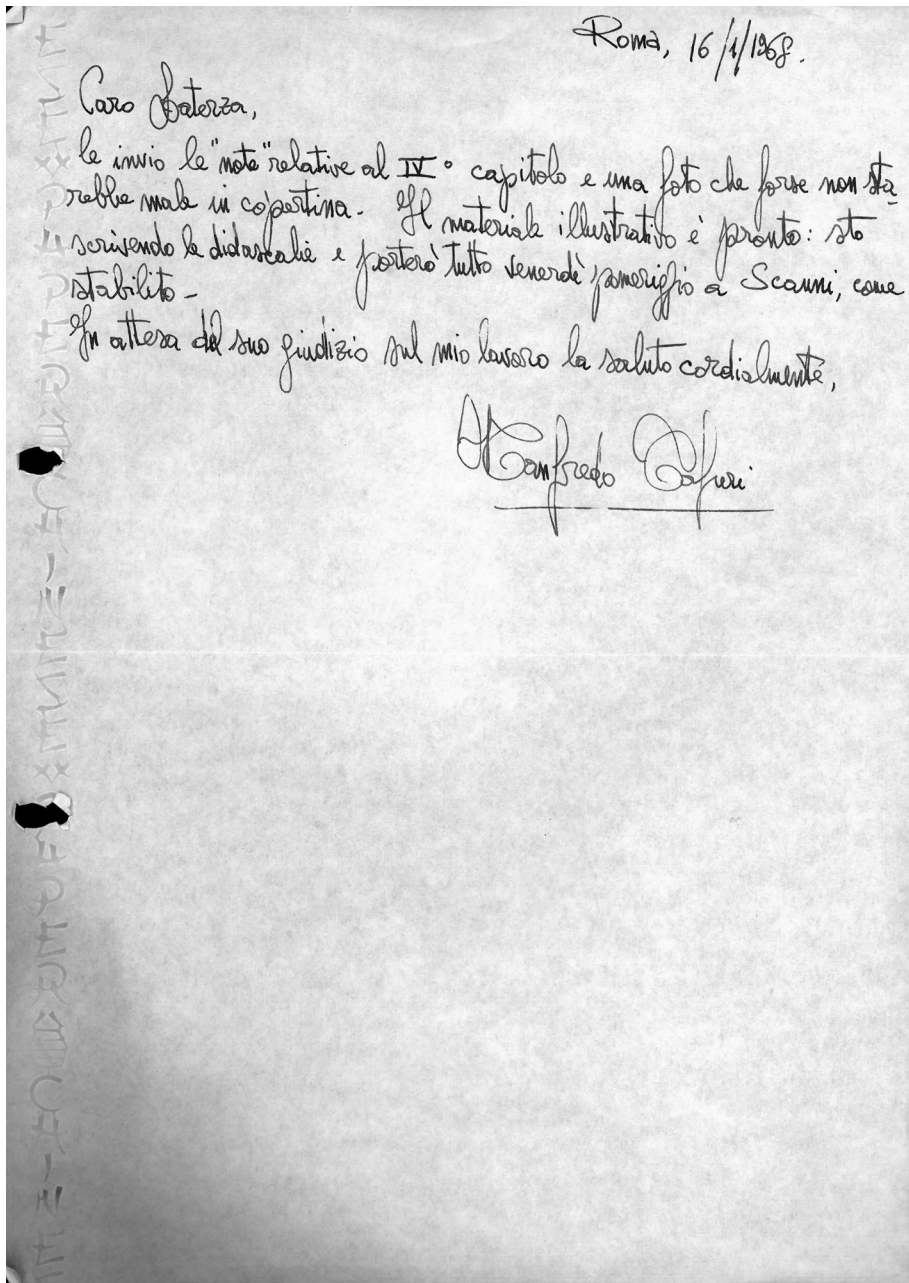 Roma, 16/1/1968.
Caro Laterza,
le invio le "note" relative al IV° capitolo e una foto che forse non sta-
rebbe male in copertina. Il materiale illustrativo è pronto: sto
scrivendo le didascalie e porterò tutto venerdì pomeriggio a Scanni, come
stabilito -
In attesa del suo giudizio sul mio lavoro la saluto cordialmente,
Manfredo Tafuri